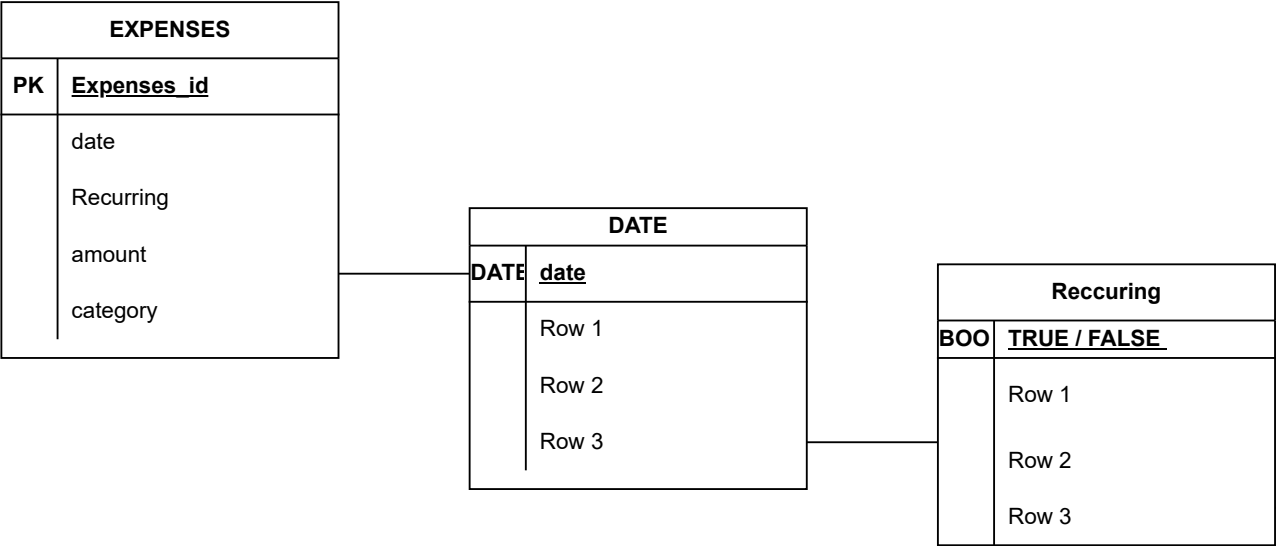 EXPENSES
PK Expenses_id
date
Recurring
amount
category
DATE
DATE date
Row 1
Row 2
Row 3
Reccuring
BOO TRUE / FALSE
Row 1
Row 2
Row 3